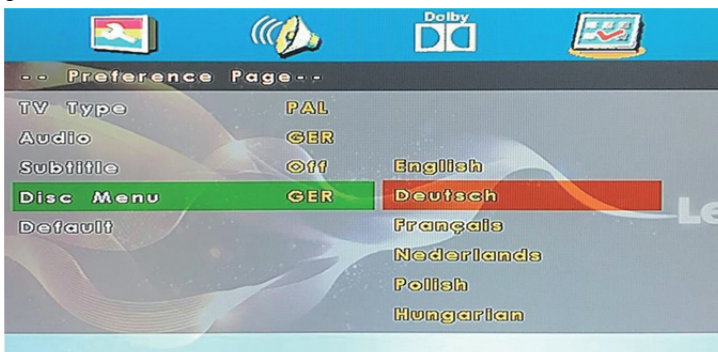 Dolby
-- Preference Page--
TV Type PAL
Audio GER
Subtitle Off English
Disc Menu GER Deutsch
Default Français
Nederlands
Polish
Hungarian
Le